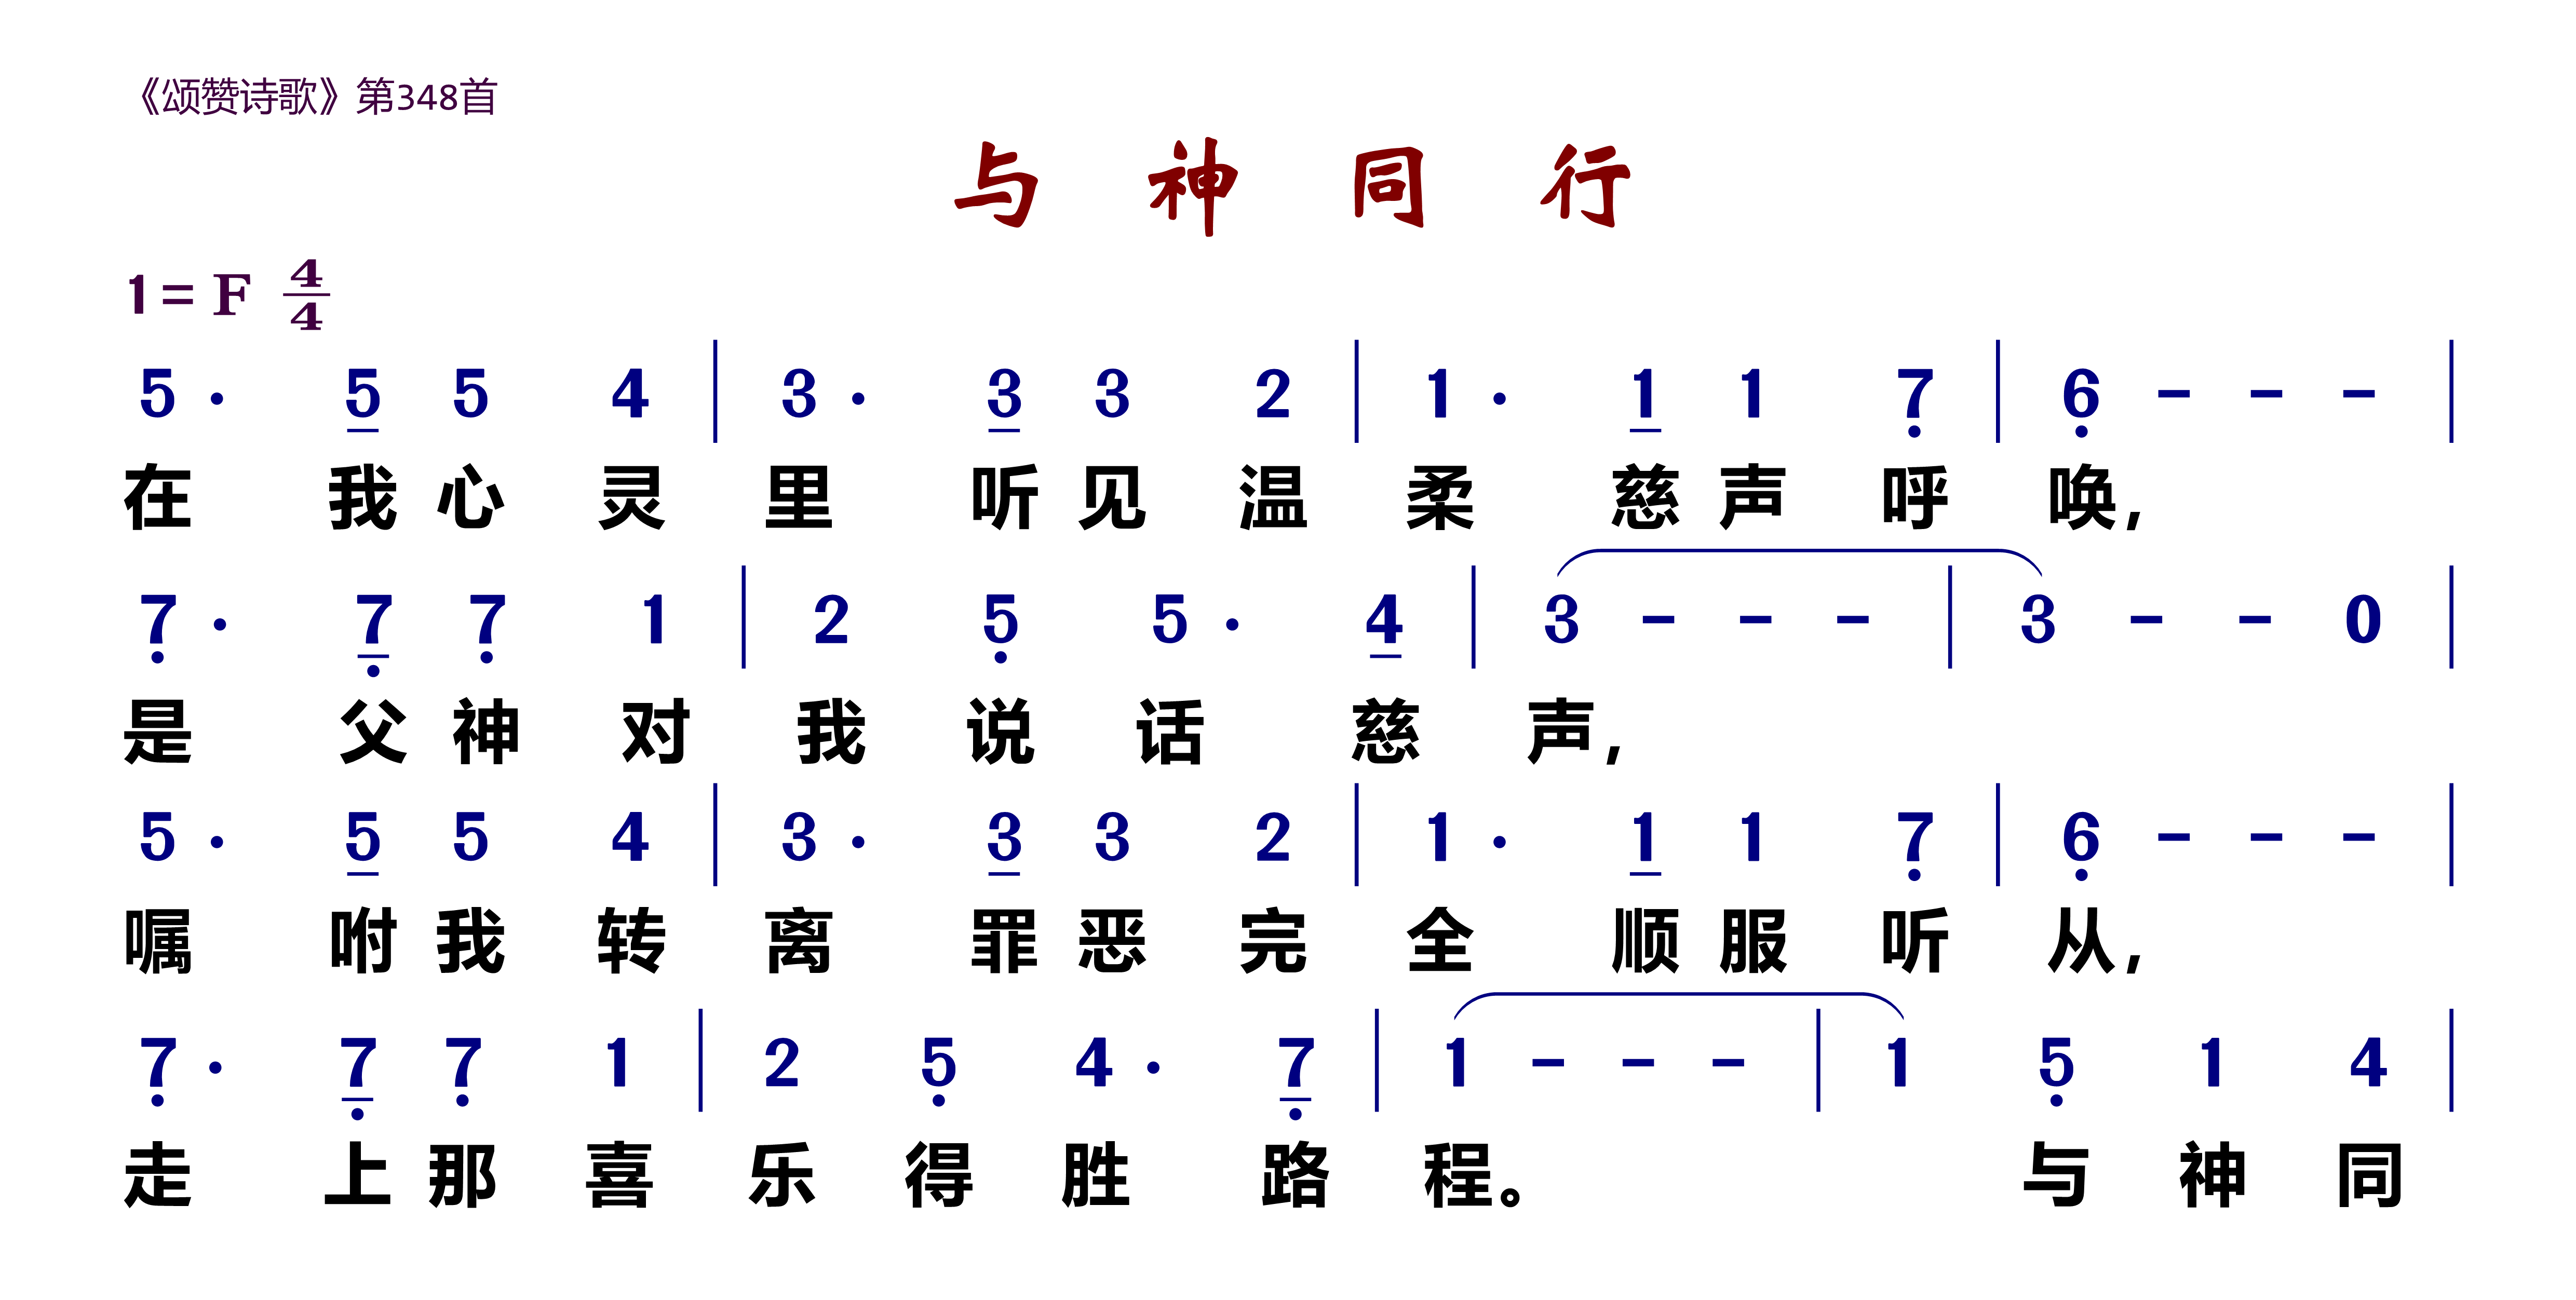 《颂赞诗歌》第348首
与神同行
1=F 4/4
5· 5 5 4 | 3· 3 3 2 | 1· 1 1 7 | 6 - - - |
在 我 心 灵 里 听 见 温 柔 慈 声 呼 唤,
7· 7 7 1 | 2 5 5· 4 | 3 - - - | 3 - - 0 |
是 父 神 对 我 说 话 慈 声,
5· 5 5 4 | 3· 3 3 2 | 1· 1 1 7 | 6 - - - |
嘱 咐 我 转 离 罪 恶 完 全 顺 服 听 从,
7· 7 7 1 | 2 5 4· 7 | 1 - - - | 1 5 1 4 |
走 上 那 喜 乐 得 胜 路 程。 与 神 同